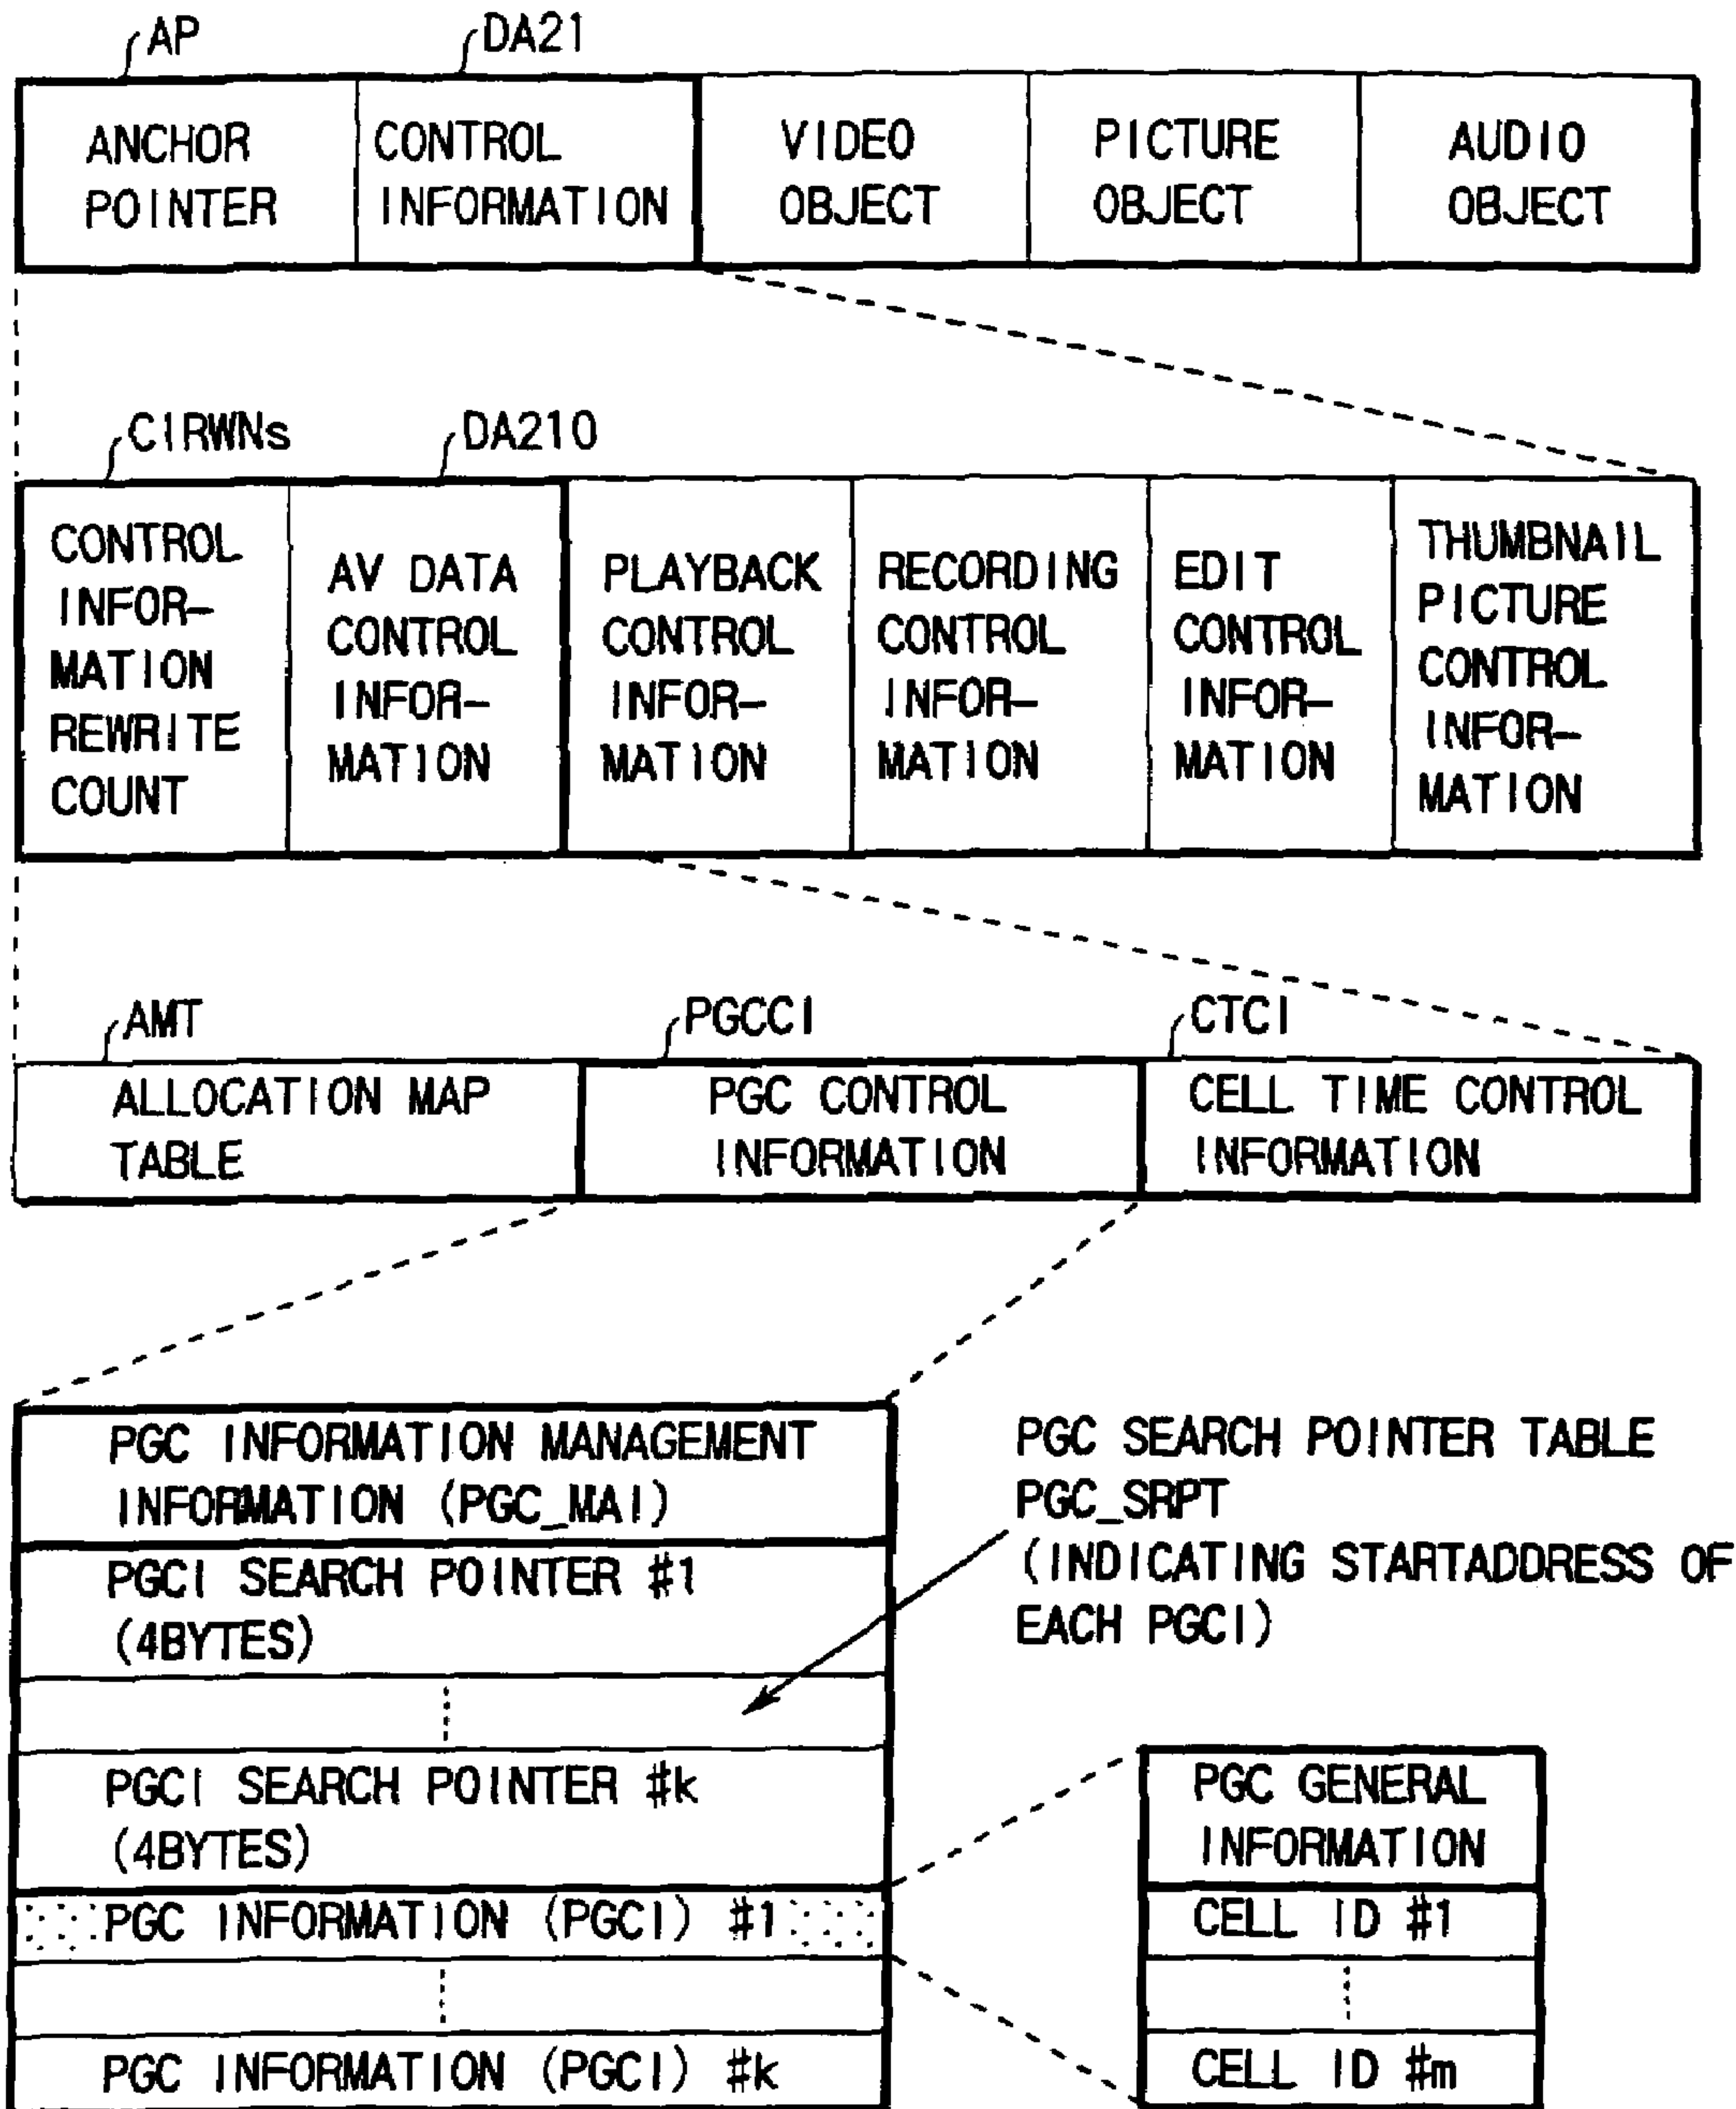 AP
DA21
ANCHOR
POINTER
CONTROL
INFORMATION
VIDEO
OBJECT
PICTURE
OBJECT
AUDIO
OBJECT
CIRWNs
DA210
CONTROL
INFOR-
MATION
REWRITE
COUNT
AV DATA
CONTROL
INFOR-
MATION
PLAYBACK
CONTROL
INFOR-
MATION
RECORDING
CONTROL
INFOR-
MATION
EDIT
CONTROL
INFOR-
MATION
THUMBNAIL
PICTURE
CONTROL
INFOR-
MATION
AMT
PGCCI
CTCI
ALLOCATION MAP
TABLE
PGC CONTROL
INFORMATION
CELL TIME CONTROL
INFORMATION
PGC INFORMATION MANAGEMENT
INFORMATION (PGC_MAI)
PGCI SEARCH POINTER #1
(4BYTES)
PGCI SEARCH POINTER #k
(4BYTES)
PGC INFORMATION (PGCI) #1
PGC INFORMATION (PGCI) #k
PGC SEARCH POINTER TABLE
PGC_SRPT
(INDICATING STARTADDRESS OF
EACH PGCI)
PGC GENERAL
INFORMATION
CELL ID #1
CELL ID #m